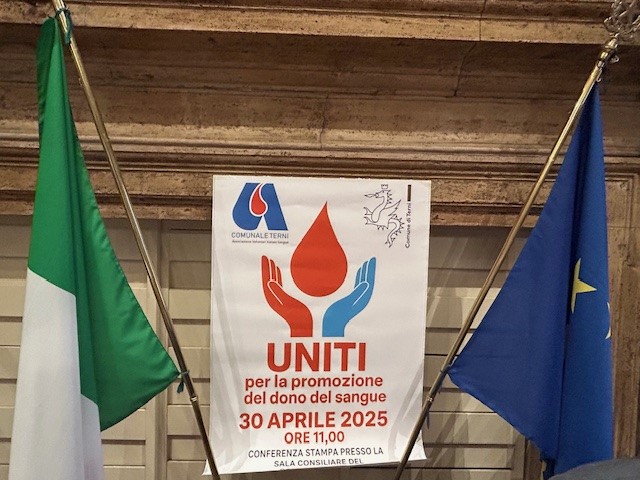 COMUNALE TERNI
Associazione Volontari Italiani Sangue
Comune di Terni
UNITI
per la promozione
del dono del sangue
30 APRILE 2025
ORE 11,00
CONFERENZA STAMPA PRESSO LA
SALA CONSILIARE DEL